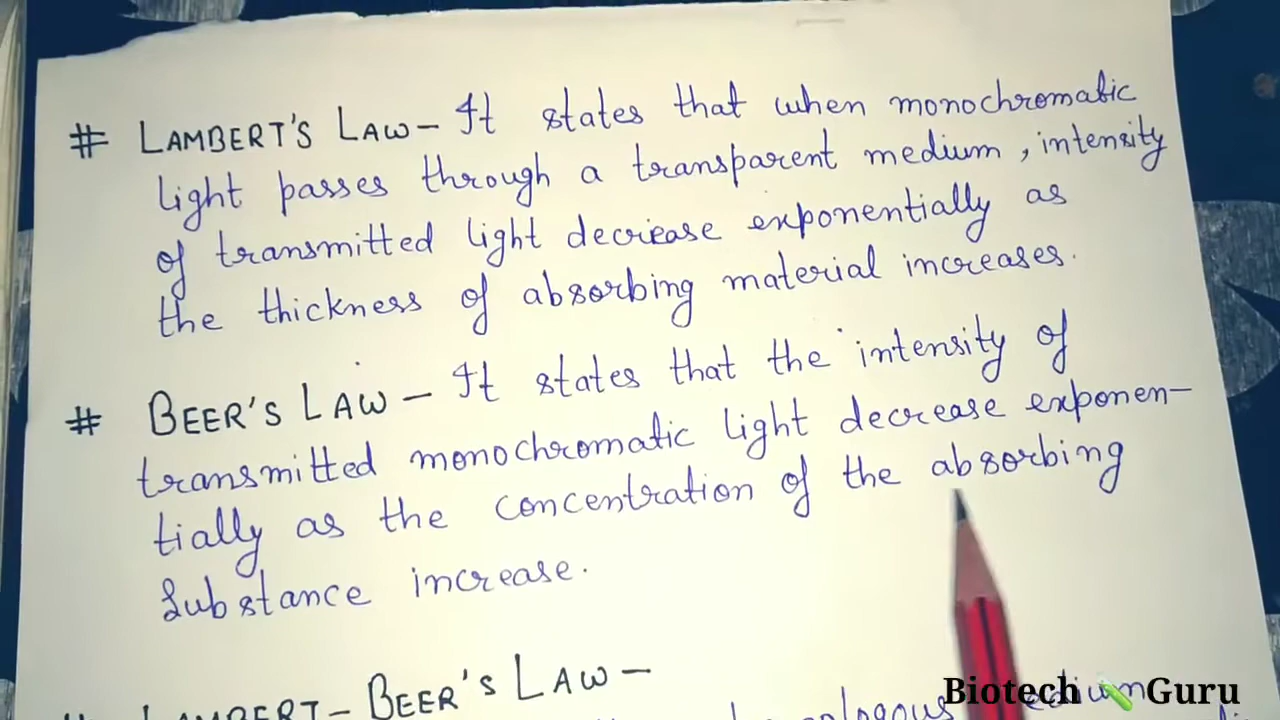 # LAMBERT'S LAW – It states that when monochromatic
light passes through a transparent medium, intensity
of transmitted light decrease exponentially as
the thickness of absorbing material increases.
# BEER'S LAW – It states that the intensity of
transmitted monochromatic light decrease exponen–
tially as the concentration of the absorbing
Substance increase.
LAMBERT – BEER'S LAW –
Biotech Guru